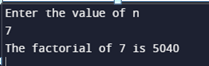 Enter the value of n
7
The factorial of 7 is 5040